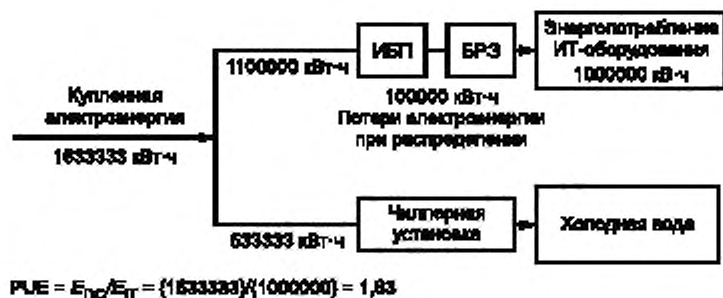 Энергопотребление
ИТ-оборудования
1000000 кВ·ч
ИБП
БРЭ
1100000 кВт·ч
100000 кВт·ч
Потери электроэнергии
при распределении
Купленная
электроэнергия
1633333 кВт·ч
533333 кВт·ч
Чиллерная
установка
Холодная вода
PUE = E_DC/E_IT = {1633333}/{1000000} = 1,63